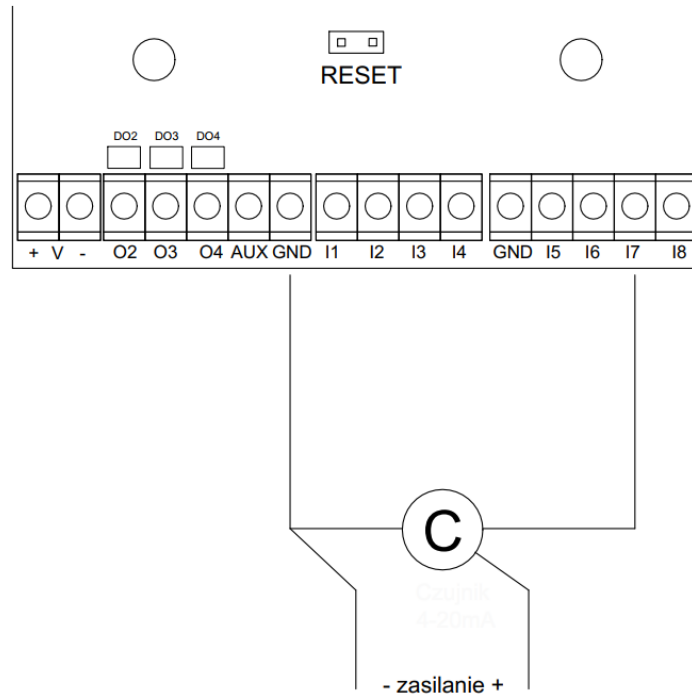 RESET
DO2 DO3 DO4
+ V - O2 O3 O4 AUX GND I1 I2 I3 I4 GND I5 I6 I7 I8
C
Czujnik
4-20mA
- zasilanie +